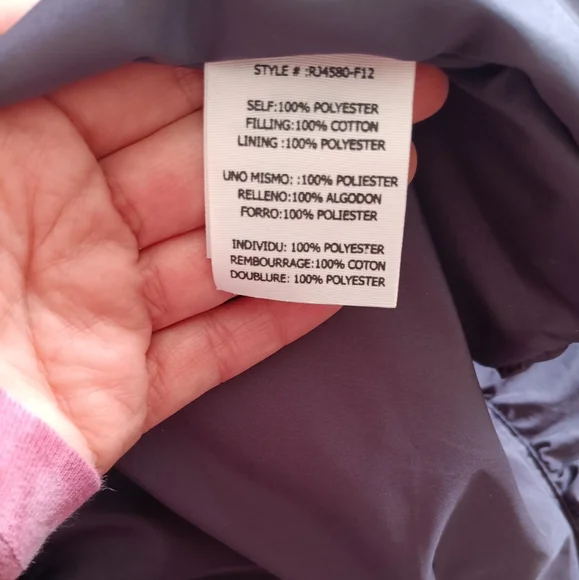 STYLE # :RJ4580-F12
SELF:100% POLYESTER
FILLING:100% COTTON
LINING :100% POLYESTER
UNO MISMO: :100% POLIESTER
RELLENO:100% ALGODON
FORRO:100% POLIESTER
INDIVIDU: 100% POLYESTER
REMBOURRAGE:100% COTON
DOUBLURE: 100% POLYESTER